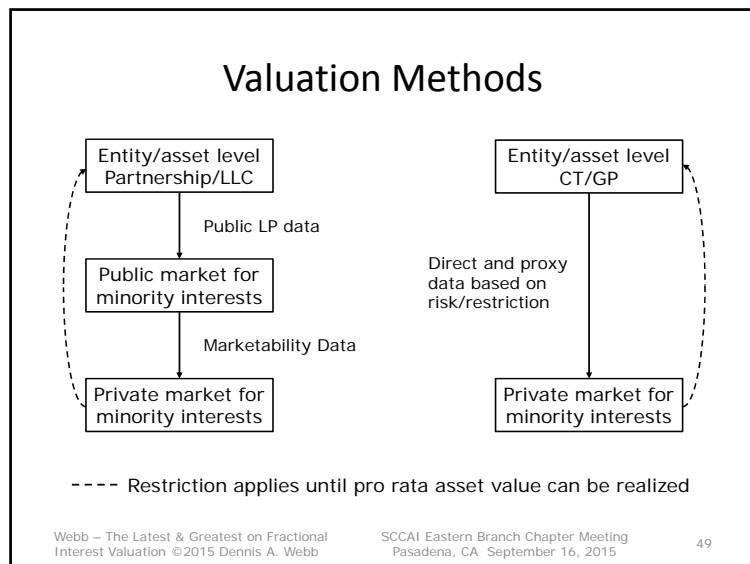 Valuation Methods
Entity/asset level
Partnership/LLC
Public LP data
Public market for
minority interests
Marketability Data
Private market for
minority interests
Entity/asset level
CT/GP
Direct and proxy
data based on
risk/restriction
Private market for
minority interests
---- Restriction applies until pro rata asset value can be realized
Webb – The Latest & Greatest on Fractional
Interest Valuation ©2015 Dennis A. Webb
SCCAI Eastern Branch Chapter Meeting
Pasadena, CA September 16, 2015
49